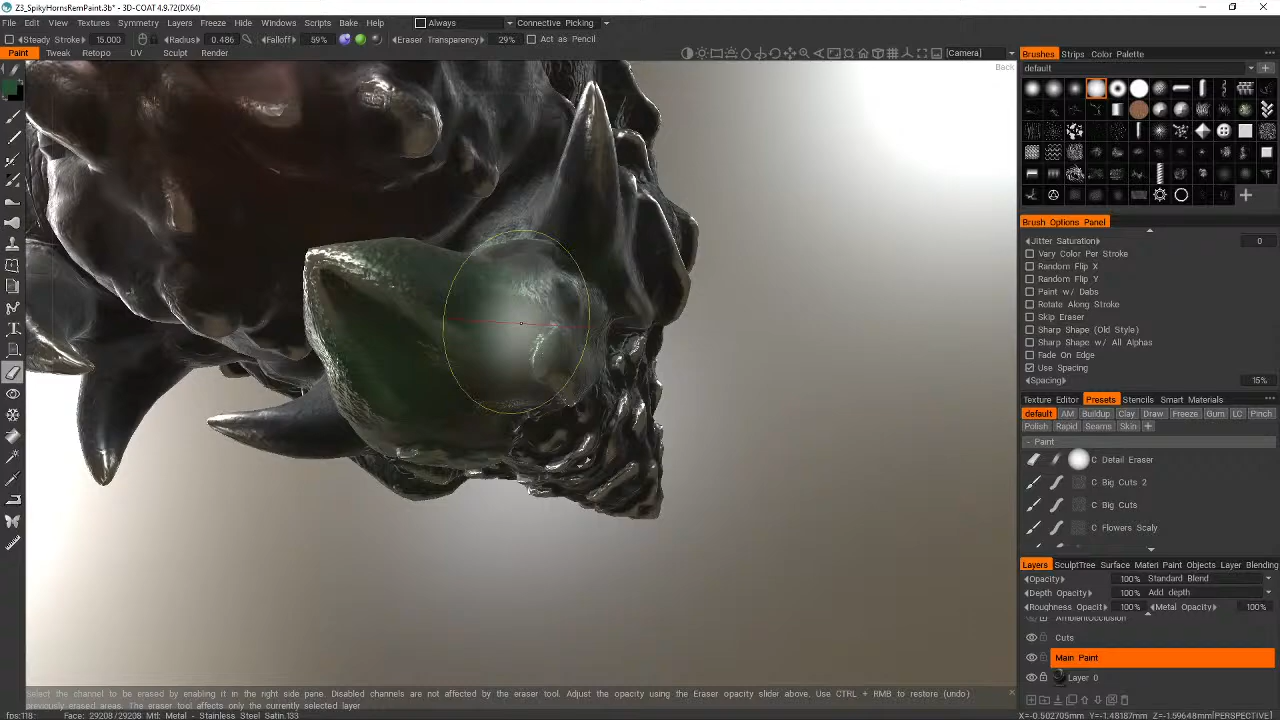 Z3_SpikyHornsRemPaint.3b* - 3D-COAT 4.9.72(DX64)
File Edit View Textures Symmetry Layers Freeze Hide Windows Scripts Bake Help Always Connective Picking
Steady Stroke 15.000 Radius 0.486 Falloff 59% Eraser Transparency 29% Act as Pencil
Paint Tweak Retopo UV Sculpt Render [Camera]
Brushes Strips Color Palette
Back
default
Brush Options Panel
Jitter Saturation 0
Vary Color Per Stroke
Random Flip X
Random Flip Y
Paint w/ Dabs
Rotate Along Stroke
Skip Eraser
Sharp Shape (Old Style)
Sharp Shape w/ All Alphas
Fade On Edge
Use Spacing
Spacing 15%
Texture Editor Presets Stencils Smart Materials
default AM Buildup Clay Draw Freeze Gum LC Pinch
Polish Rapid Seams Skin +
- Paint
C Detail Eraser
C Big Cuts 2
C Big Cuts
C Flowers Scaly
Layers SculptTree Surface Materi Paint Objects Layer Blending
Opacity 100% Standard Blend
Depth Opacity 100% Add depth
Roughness Opacit 100% Metal Opacity 100%
AmbientOcclusion
Cuts
Main Paint
Layer 0
Select the channel to be erased by enabling it in the right side pane. Disabled channels are not affected by the eraser tool. Adjust the opacity using the Eraser opacity slider above. Use CTRL + RMB to restore (undo)
previously erased areas. The eraser tool affects only the currently selected layer
fps:118; Face: 29208/29208 Mtl: Metal - Stainless Steel Satin.133 X=-0.502705mm Y=-1.48187mm Z=-1.59648mm [PERSPECTIVE]